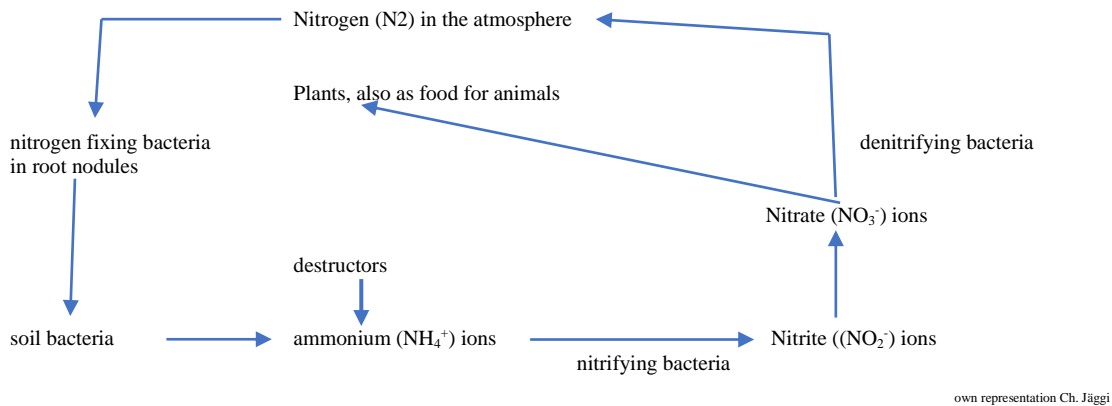 Nitrogen (N2) in the atmosphere
Plants, also as food for animals
nitrogen fixing bacteria
in root nodules
denitrifying bacteria
Nitrate (NO₃⁻) ions
destructors
soil bacteria
ammonium (NH₄⁺) ions
Nitrite ((NO₂⁻) ions
nitrifying bacteria
own representation Ch. Jäggi